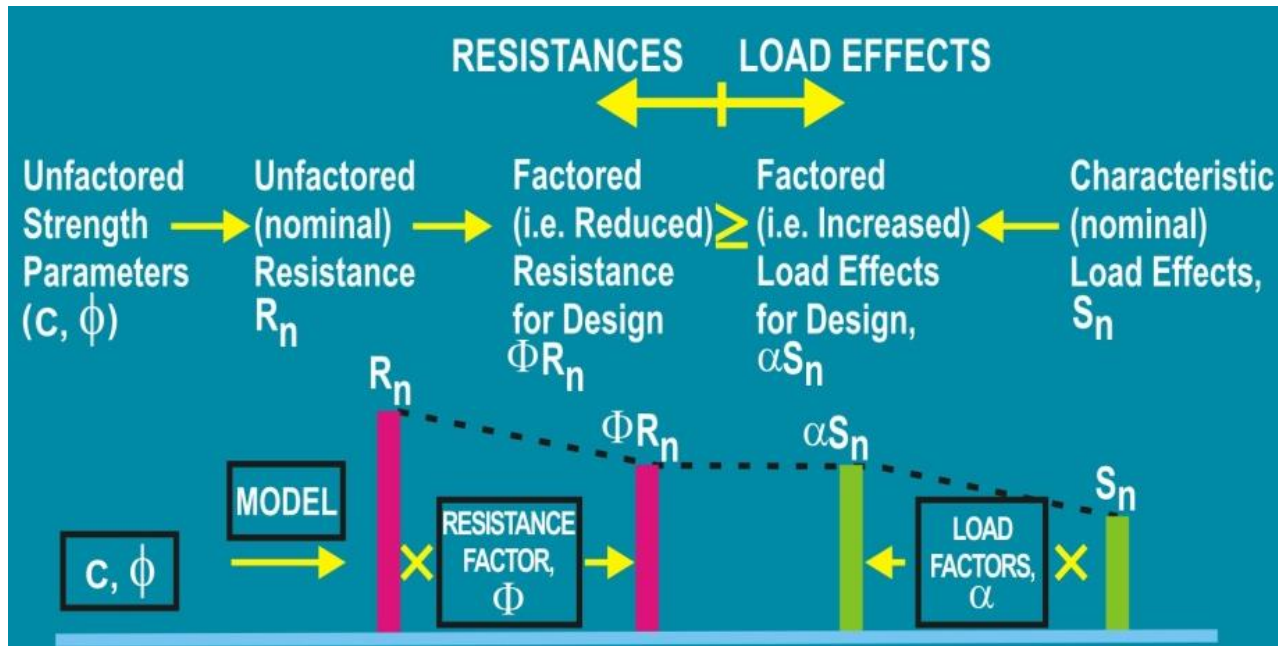 RESISTANCES LOAD EFFECTS
Unfactored
Strength
Parameters
(C, ϕ)
Unfactored
(nominal)
Resistance
Rn
Factored
(i.e. Reduced)
Resistance
for Design
ΦRn
≥
Factored
(i.e. Increased)
Load Effects
for Design,
αSn
Characteristic
(nominal)
Load Effects,
Sn
Rn
ΦRn
αSn
Sn
C, ϕ
MODEL
×
RESISTANCE
FACTOR,
Φ
LOAD
FACTORS,
α
×